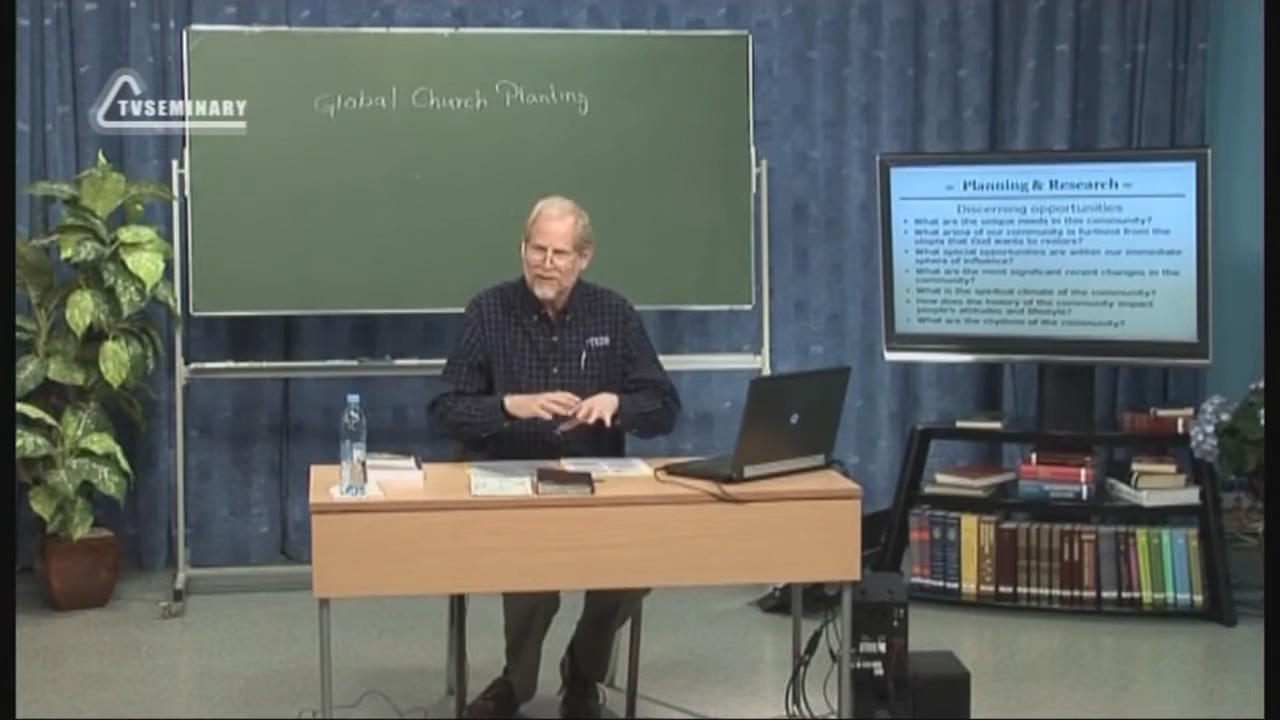 TVSEMINARY
Global Church Planting
Planning & Research
Discerning opportunities
• What are the unique needs in this community?
• What arena of our community is furthest from the
utopia that God wants to restore?
• What special opportunities are within our immediate
sphere of influence?
• What are the most significant recent changes in the
community?
• What is the spiritual climate of the community?
• How does the history of the community impact
people's attitudes and lifestyle?
• What are the rhythms of the community?